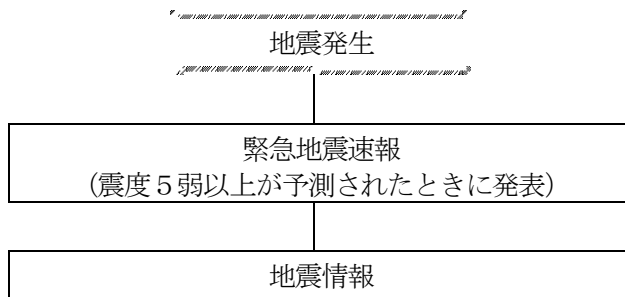 地震発生
緊急地震速報
（震度５弱以上が予測されたときに発表）
地震情報